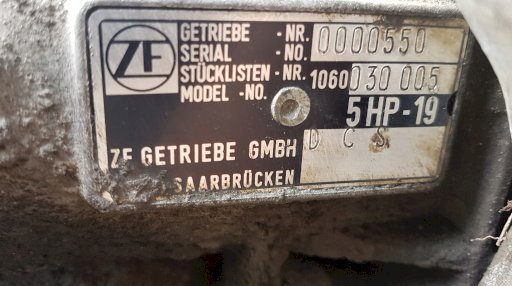 ZF
GETRIEBE - NR. 0000550
SERIAL - NO.
STÜCKLISTEN - NR. 1060 030 005
MODEL - NO.
5 HP - 19
ZF GETRIEBE GMBH D C S
SAARBRÜCKEN